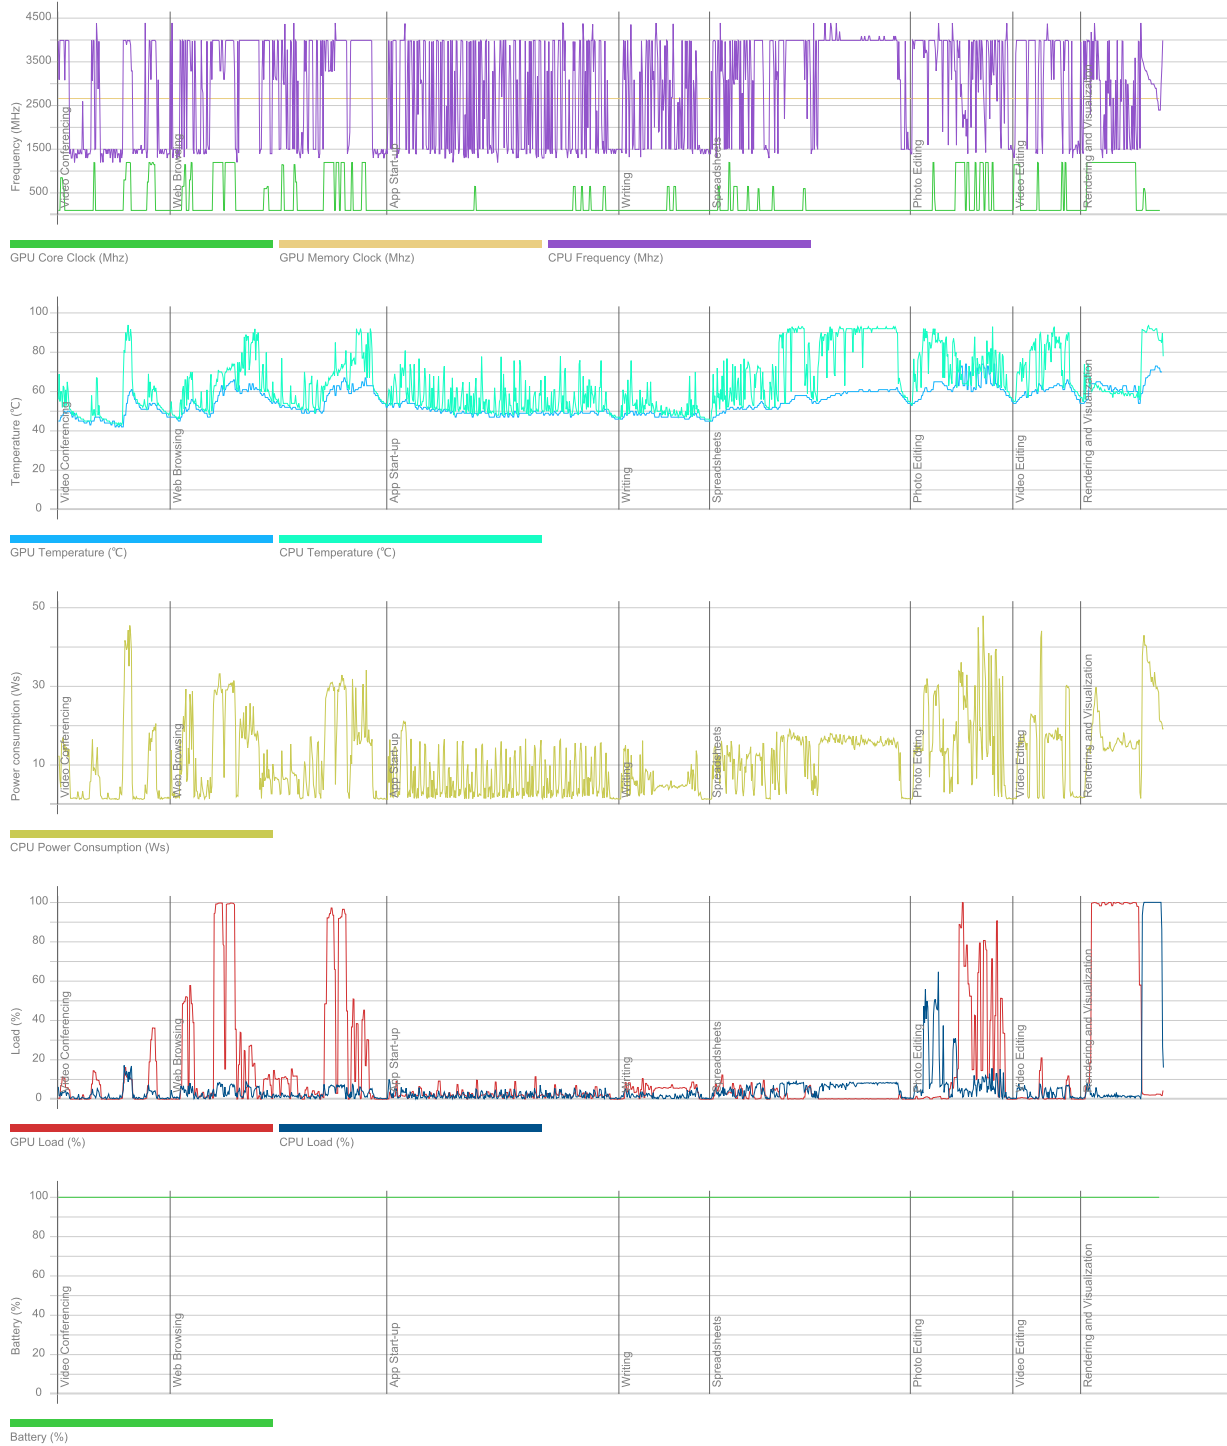 4500
3500
2500
1500
500
Frequency (MHz)
Video Conferencing
Web Browsing
App Start-up
Writing
Spreadsheets
Photo Editing
Video Editing
Rendering and Visualization
GPU Core Clock (Mhz)
GPU Memory Clock (Mhz)
CPU Frequency (Mhz)
100
80
60
40
20
0
Temperature (°C)
Video Conferencing
Web Browsing
App Start-up
Writing
Spreadsheets
Photo Editing
Video Editing
Rendering and Visualization
GPU Temperature (°C)
CPU Temperature (°C)
50
30
10
Power consumption (Ws)
Video Conferencing
Web Browsing
App Start-up
Writing
Spreadsheets
Photo Editing
Video Editing
Rendering and Visualization
CPU Power Consumption (Ws)
100
80
60
40
20
0
Load (%)
Video Conferencing
Web Browsing
App Start-up
Writing
Spreadsheets
Photo Editing
Video Editing
Rendering and Visualization
GPU Load (%)
CPU Load (%)
100
80
60
40
20
0
Battery (%)
Video Conferencing
Web Browsing
App Start-up
Writing
Spreadsheets
Photo Editing
Video Editing
Rendering and Visualization
Battery (%)